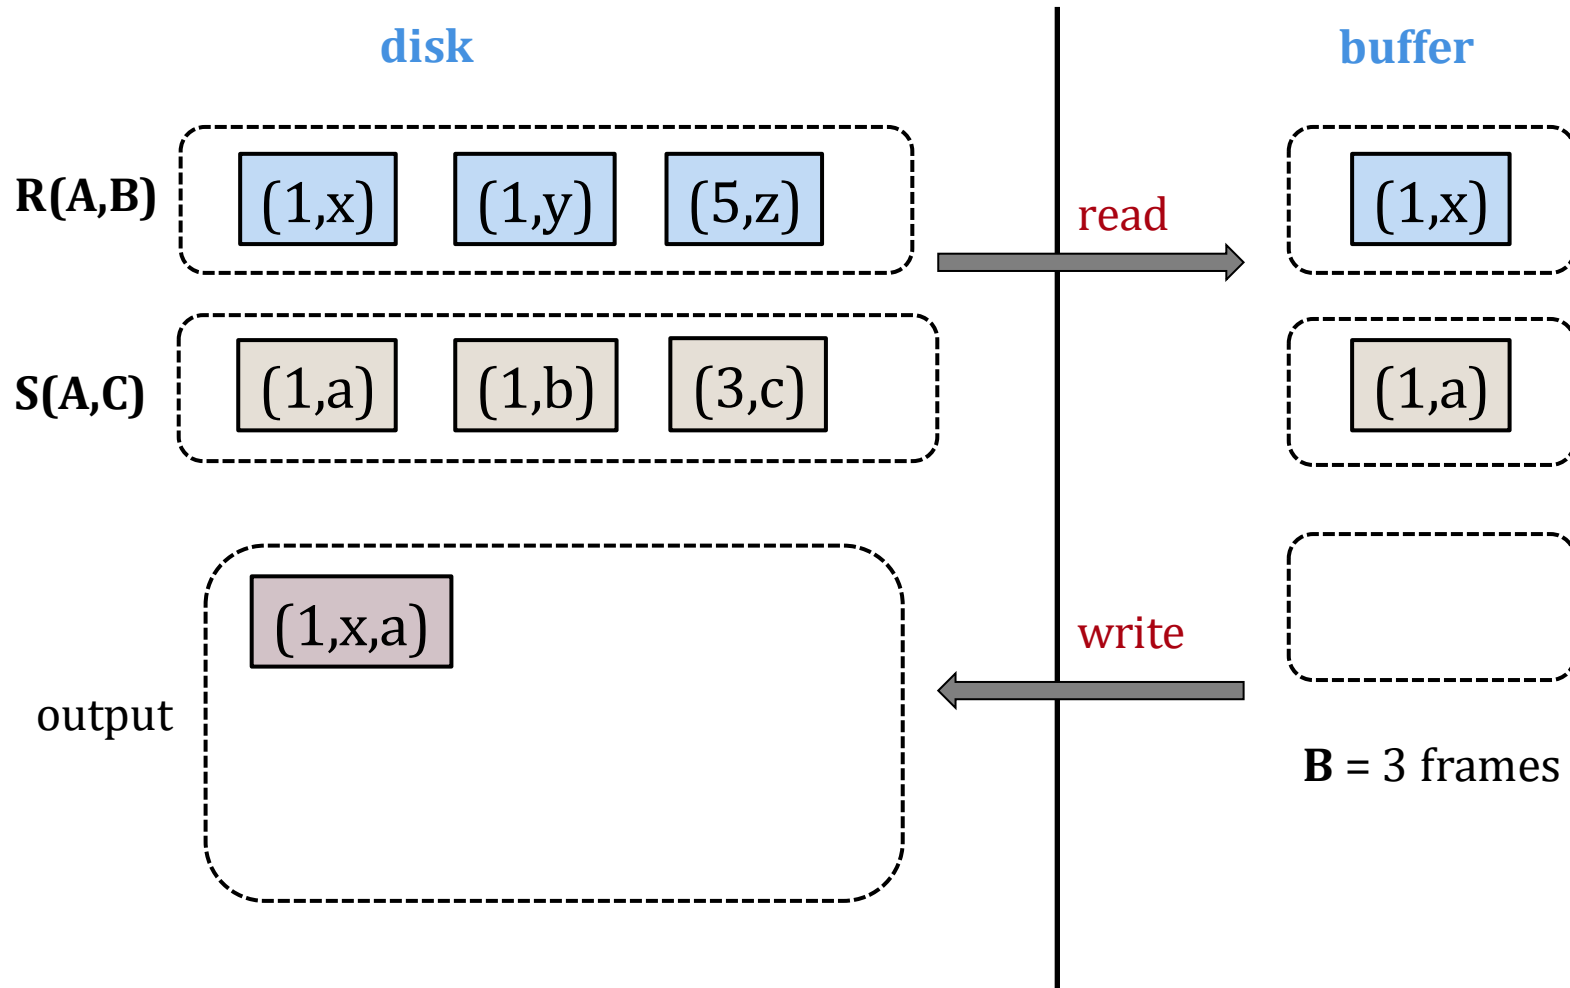 disk
buffer
R(A,B)
(1,x) (1,y) (5,z)
read
(1,x)
S(A,C)
(1,a) (1,b) (3,c)
(1,a)
(1,x,a)
write
output
B = 3 frames